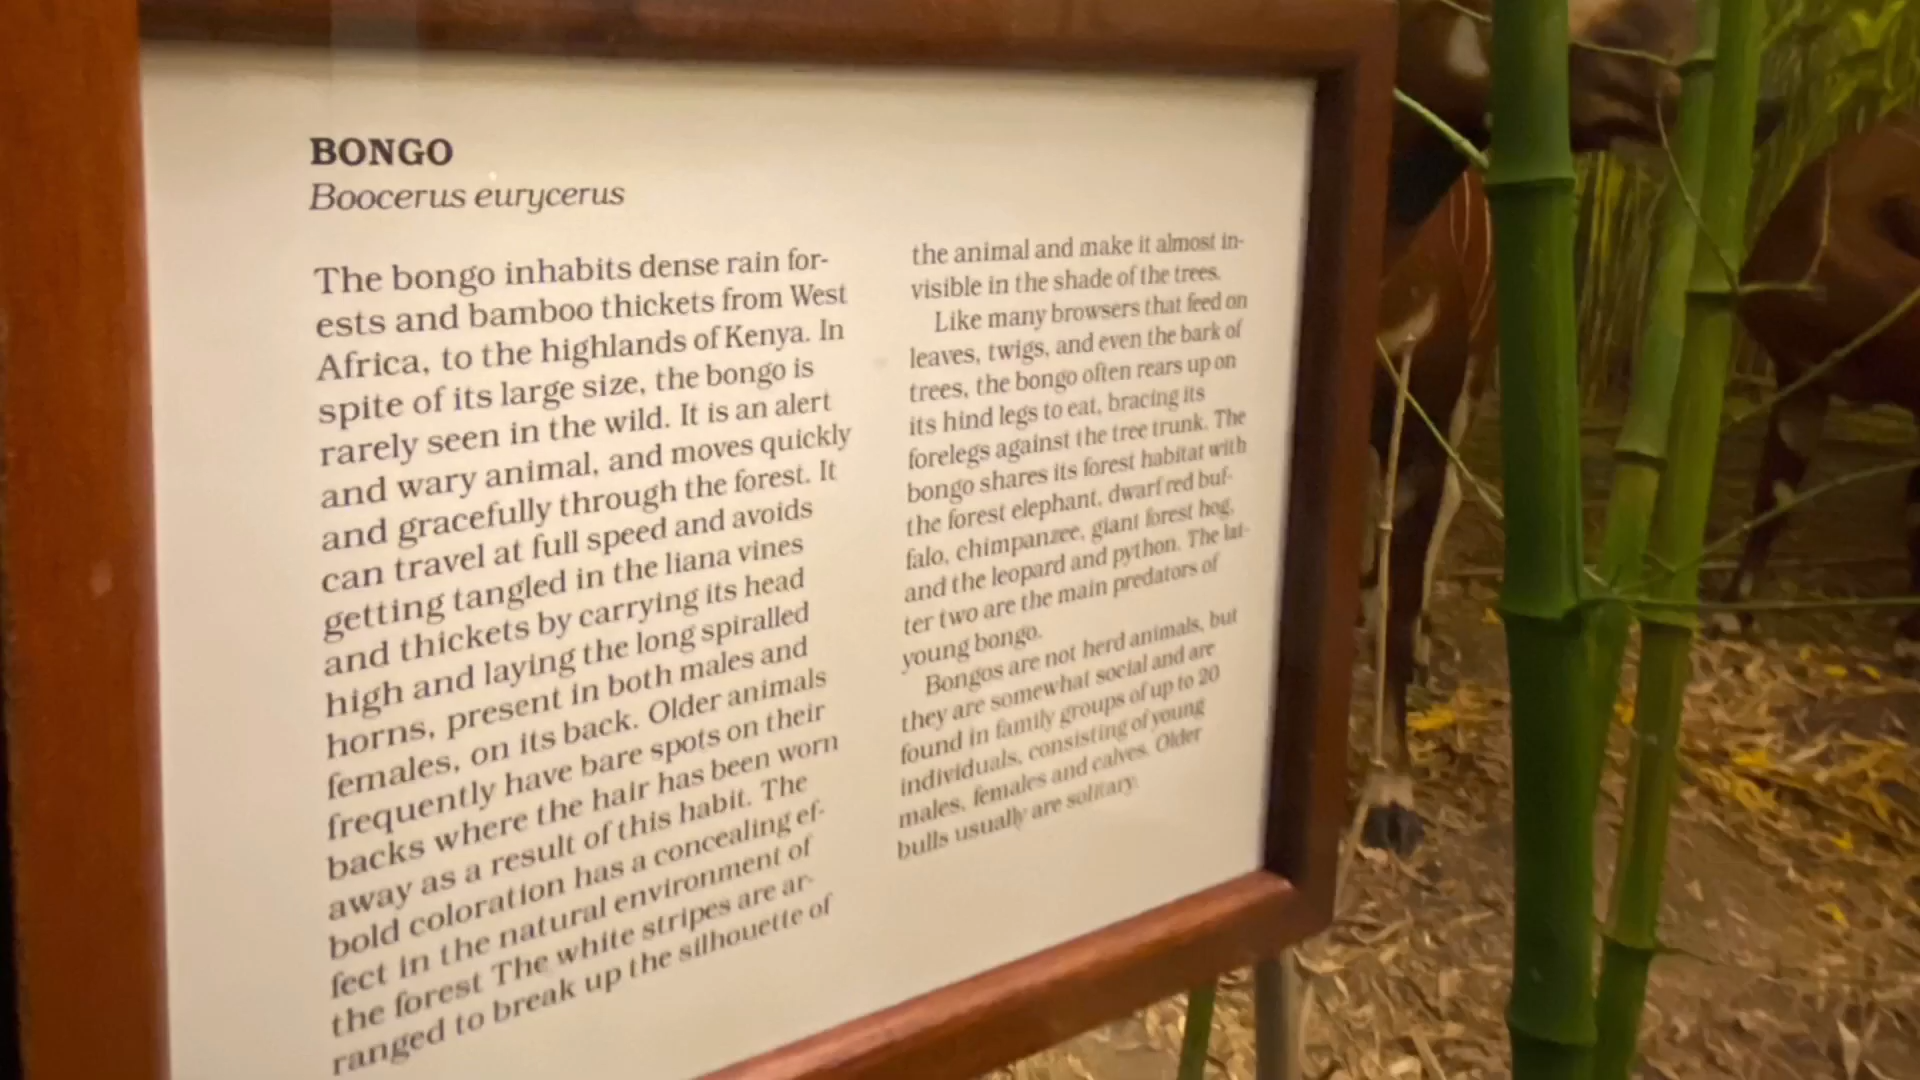 BONGO
Boocerus eurycerus
The bongo inhabits dense rain for-
ests and bamboo thickets from West
Africa, to the highlands of Kenya. In
spite of its large size, the bongo is
rarely seen in the wild. It is an alert
and wary animal, and moves quickly
and gracefully through the forest. It
can travel at full speed and avoids
getting tangled in the liana vines
and thickets by carrying its head
high and laying the long spiralled
horns, present in both males and
females, on its back. Older animals
frequently have bare spots on their
backs where the hair has been worn
away as a result of this habit. The
bold coloration has a concealing ef-
fect in the natural environment of
the forest The white stripes are ar-
ranged to break up the silhouette of
the animal and make it almost in-
visible in the shade of the trees.
Like many browsers that feed on
leaves, twigs, and even the bark of
trees, the bongo often rears up on
its hind legs to eat, bracing its
forelegs against the tree trunk. The
bongo shares its forest habitat with
the forest elephant, dwarf red buf-
falo, chimpanzee, giant forest hog,
and the leopard and python. The lat-
ter two are the main predators of
young bongo.
Bongos are not herd animals, but
they are somewhat social and are
found in family groups of up to 20
individuals, consisting of young
males, females and calves. Older
bulls usually are solitary.